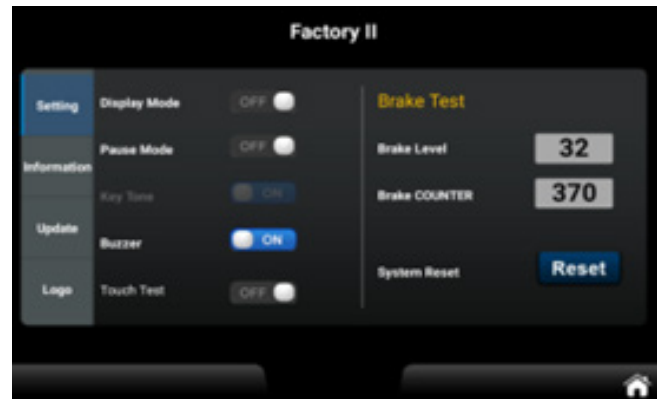 Factory II
Setting
Information
Update
Logo
Display Mode OFF
Pause Mode OFF
Key Tone ON
Buzzer ON
Touch Test OFF
Brake Test
Brake Level 32
Brake COUNTER 370
System Reset Reset